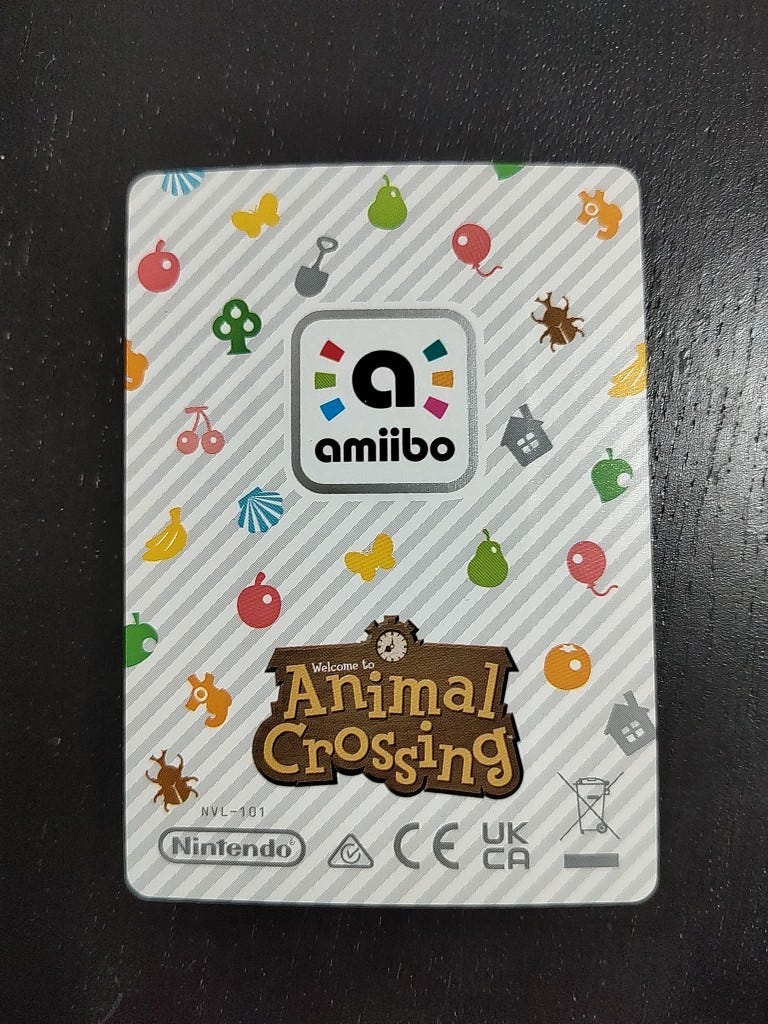 a
amiibo
Welcome to
Animal
Crossing
NVL-101
Nintendo
CE
UK
CA